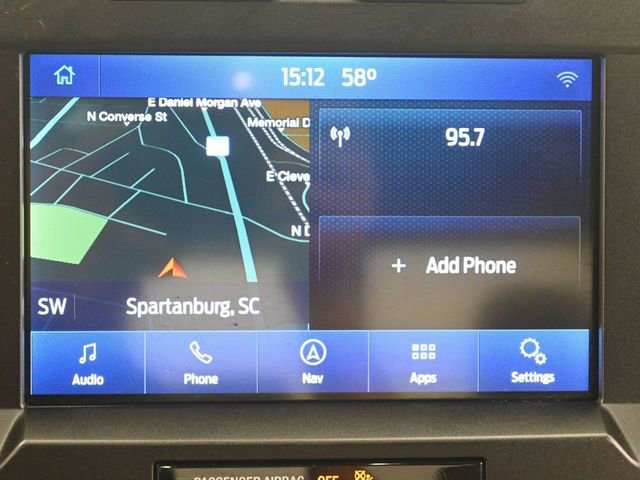 15:12 58°
E Daniel Morgan Ave
N Converse St
Memorial D
E Cleve
N D
95.7
+ Add Phone
SW Spartanburg, SC
Audio Phone Nav Apps Settings
PASSENGER AIRBAG OFF